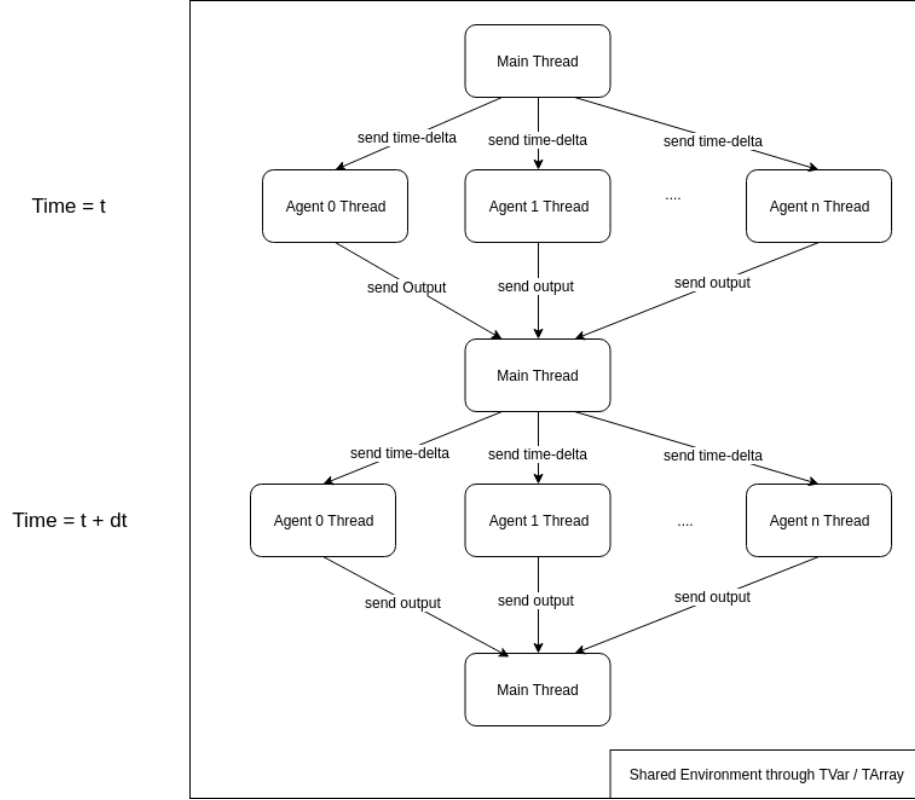 Main Thread
send time-delta
send time-delta
send time-delta
Time = t
Agent 0 Thread
Agent 1 Thread
....
Agent n Thread
send Output
send output
send output
Main Thread
send time-delta
send time-delta
send time-delta
Time = t + dt
Agent 0 Thread
Agent 1 Thread
....
Agent n Thread
send output
send output
send output
Main Thread
Shared Environment through TVar / TArray